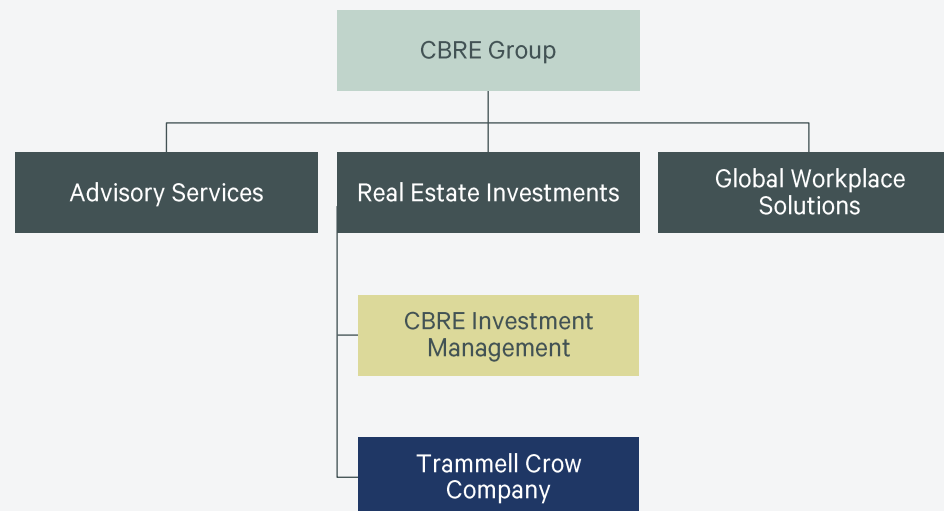 CBRE Group
Advisory Services
Real Estate Investments
Global Workplace
Solutions
CBRE Investment
Management
Trammell Crow
Company